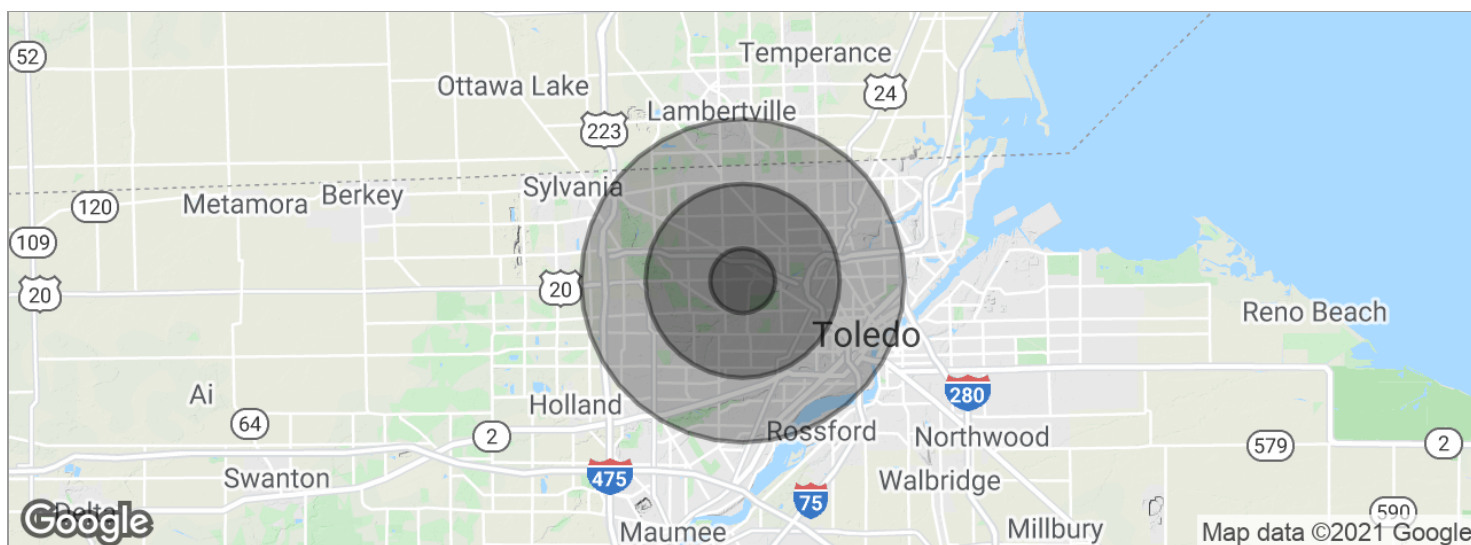 52
Temperance
Ottawa Lake
24
Lambertville
223
Sylvania
Berkey
120
Metamora
109
20
20
Reno Beach
Toledo
Ai
280
Holland
64
2
Rossford
Northwood
579
2
Swanton
475
Walbridge
75
Delta
590
Google
Maumee
Millbury
Map data ©2021 Google